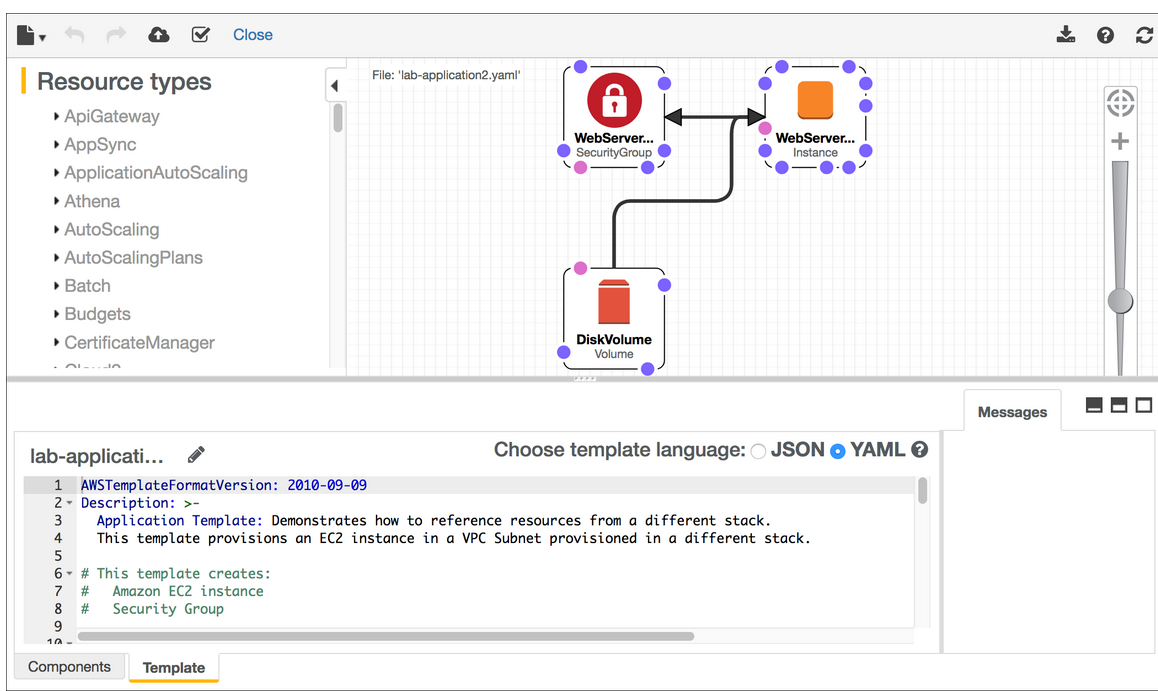 Close
Resource types
ApiGateway
AppSync
ApplicationAutoScaling
Athena
AutoScaling
AutoScalingPlans
Batch
Budgets
CertificateManager
File: 'lab-application2.yaml'
WebServer...
SecurityGroup
WebServer...
Instance
DiskVolume
Volume
Messages
lab-applicati...
Choose template language: JSON YAML
1 AWSTemplateFormatVersion: 2010-09-09
2 Description: >-
3 Application Template: Demonstrates how to reference resources from a different stack.
4 This template provisions an EC2 instance in a VPC Subnet provisioned in a different stack.
5
6 # This template creates:
7 # Amazon EC2 instance
8 # Security Group
9
10
Components
Template